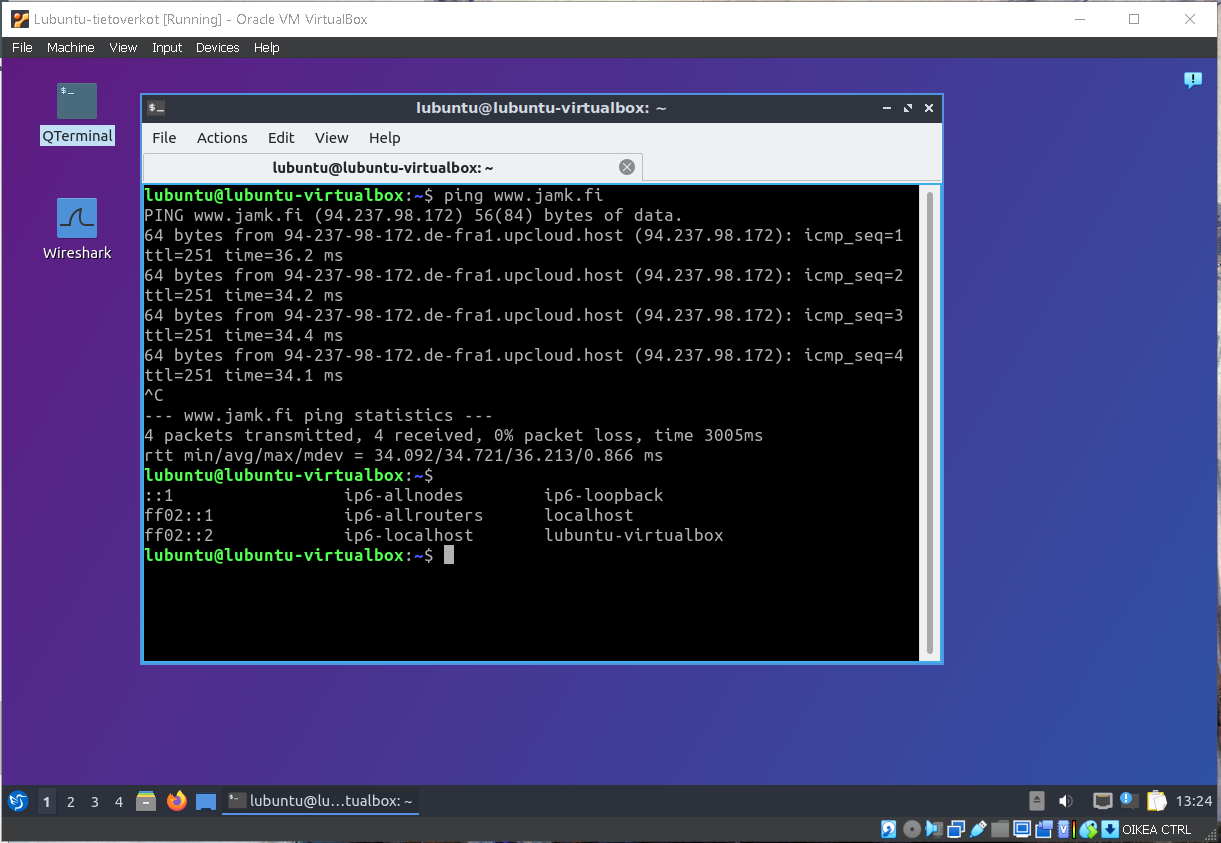 Lubuntu-tietoverkot [Running] - Oracle VM VirtualBox
File Machine View Input Devices Help
$_
QTerminal
Wireshark
$_
lubuntu@lubuntu-virtualbox: ~
File Actions Edit View Help
lubuntu@lubuntu-virtualbox: ~
lubuntu@lubuntu-virtualbox:~$ ping www.jamk.fi
PING www.jamk.fi (94.237.98.172) 56(84) bytes of data.
64 bytes from 94-237-98-172.de-fra1.upcloud.host (94.237.98.172): icmp_seq=1
ttl=251 time=36.2 ms
64 bytes from 94-237-98-172.de-fra1.upcloud.host (94.237.98.172): icmp_seq=2
ttl=251 time=34.2 ms
64 bytes from 94-237-98-172.de-fra1.upcloud.host (94.237.98.172): icmp_seq=3
ttl=251 time=34.4 ms
64 bytes from 94-237-98-172.de-fra1.upcloud.host (94.237.98.172): icmp_seq=4
ttl=251 time=34.1 ms
^C
--- www.jamk.fi ping statistics ---
4 packets transmitted, 4 received, 0% packet loss, time 3005ms
rtt min/avg/max/mdev = 34.092/34.721/36.213/0.866 ms
lubuntu@lubuntu-virtualbox:~$
::1 ip6-allnodes ip6-loopback
ff02::1 ip6-allrouters localhost
ff02::2 ip6-localhost lubuntu-virtualbox
lubuntu@lubuntu-virtualbox:~$
1 2 3 4 lubuntu@lu...tualbox: ~ 13:24
OIKEA CTRL